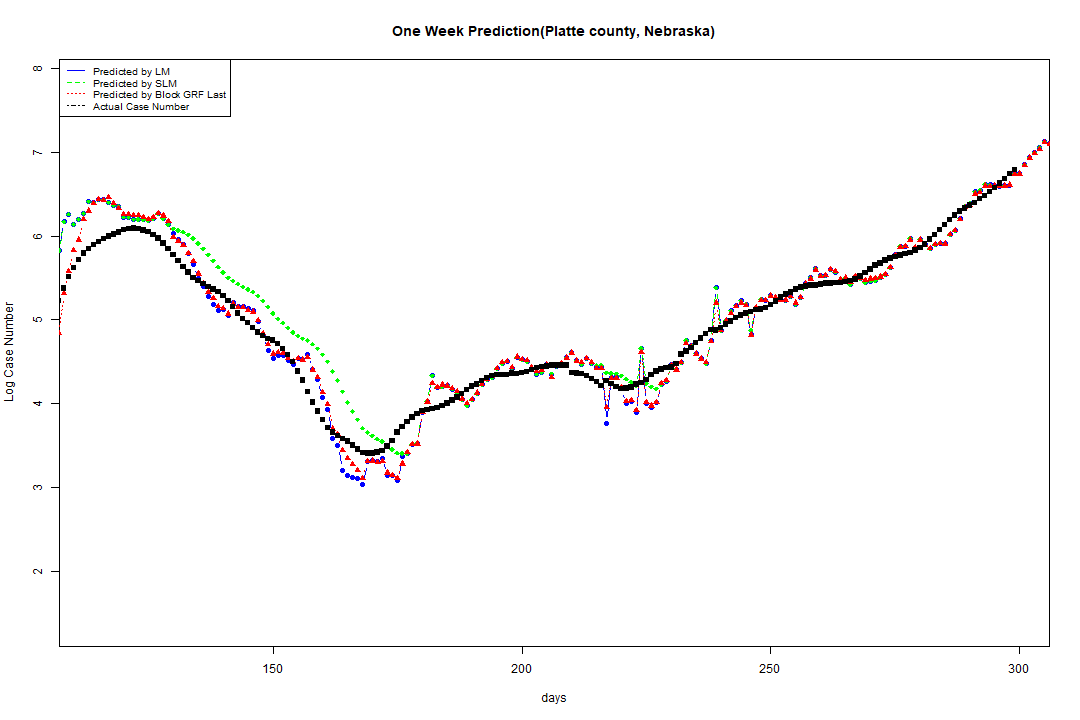 One Week Prediction(Platte county, Nebraska)
Predicted by LM
Predicted by SLM
Predicted by Block GRF Last
Actual Case Number
8
7
6
5
4
3
2
Log Case Number
150 200 250 300
days